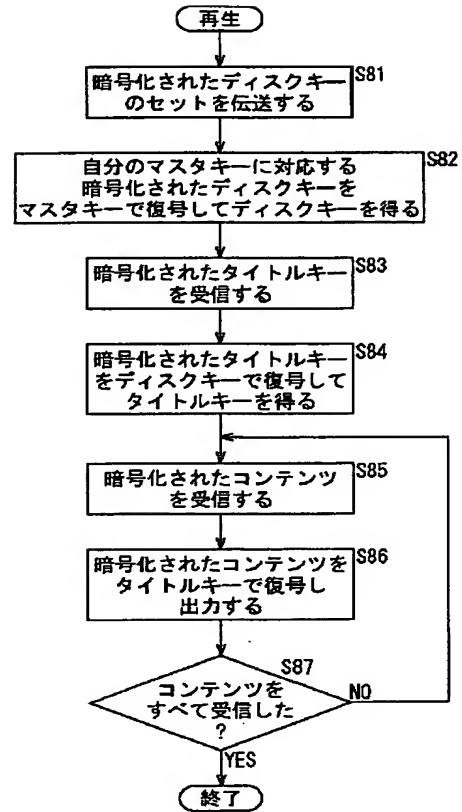 再生
S81
暗号化されたディスクキー
のセットを伝送する
S82
自分のマスタキーに対応する
暗号化されたディスクキーを
マスタキーで復号してディスクキーを得る
S83
暗号化されたタイトルキー
を受信する
S84
暗号化されたタイトルキー
をディスクキーで復号して
タイトルキーを得る
S85
暗号化されたコンテンツ
を受信する
S86
暗号化されたコンテンツを
タイトルキーで復号し
出力する
S87
コンテンツを
すべて受信した
?
NO
YES
終了